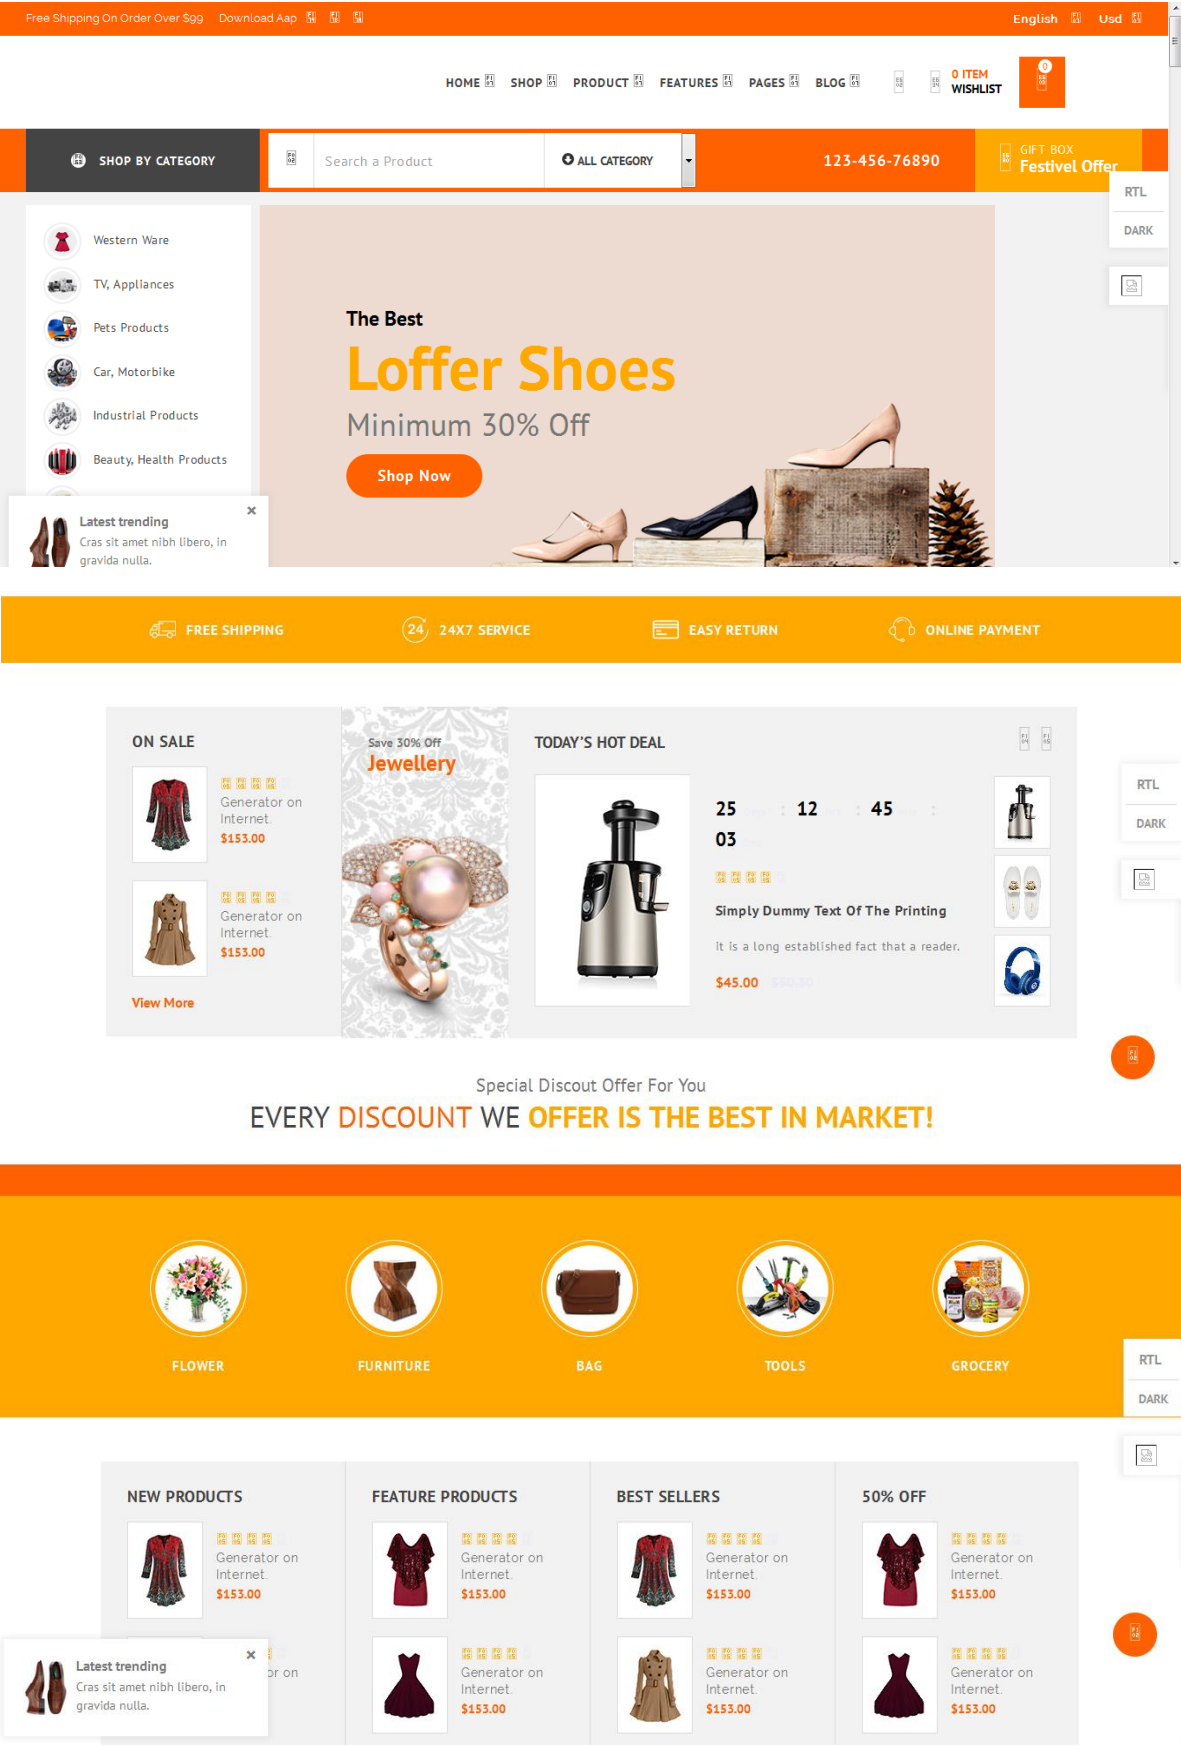 Free Shipping On Order Over $99 Download Aap English Usd
HOME SHOP PRODUCT FEATURES PAGES BLOG
0 ITEM
WISHLIST
0
SHOP BY CATEGORY
Search a Product
ALL CATEGORY
123-456-76890
GIFT BOX
Festivel Offer
RTL
DARK
Western Ware
TV, Appliances
Pets Products
Car, Motorbike
Industrial Products
Beauty, Health Products
The Best
Loffer Shoes
Minimum 30% Off
Shop Now
Latest trending
Cras sit amet nibh libero, in
gravida nulla.
FREE SHIPPING
24
24X7 SERVICE
EASY RETURN
ONLINE PAYMENT
ON SALE
Generator on
Internet.
$153.00
Generator on
Internet.
$153.00
View More
Save 30% Off
Jewellery
TODAY'S HOT DEAL
25 : 12 : 45 :
03
Simply Dummy Text Of The Printing
It is a long established fact that a reader.
$45.00
RTL
DARK
Special Discout Offer For You
EVERY DISCOUNT WE OFFER IS THE BEST IN MARKET!
FLOWER
FURNITURE
BAG
TOOLS
GROCERY
RTL
DARK
NEW PRODUCTS
Generator on
Internet.
$153.00
or on
FEATURE PRODUCTS
Generator on
Internet.
$153.00
Generator on
Internet.
$153.00
BEST SELLERS
Generator on
Internet.
$153.00
Generator on
Internet.
$153.00
50% OFF
Generator on
Internet.
$153.00
Generator on
Internet.
$153.00
Latest trending
Cras sit amet nibh libero, in
gravida nulla.